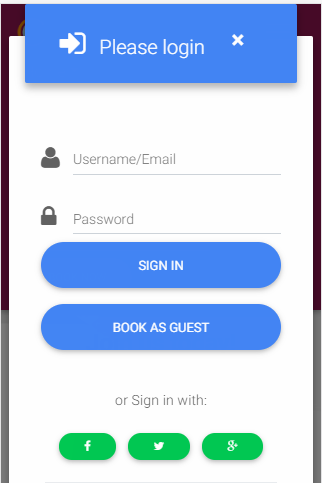 Please login
Username/Email
Password
SIGN IN
BOOK AS GUEST
or Sign in with: